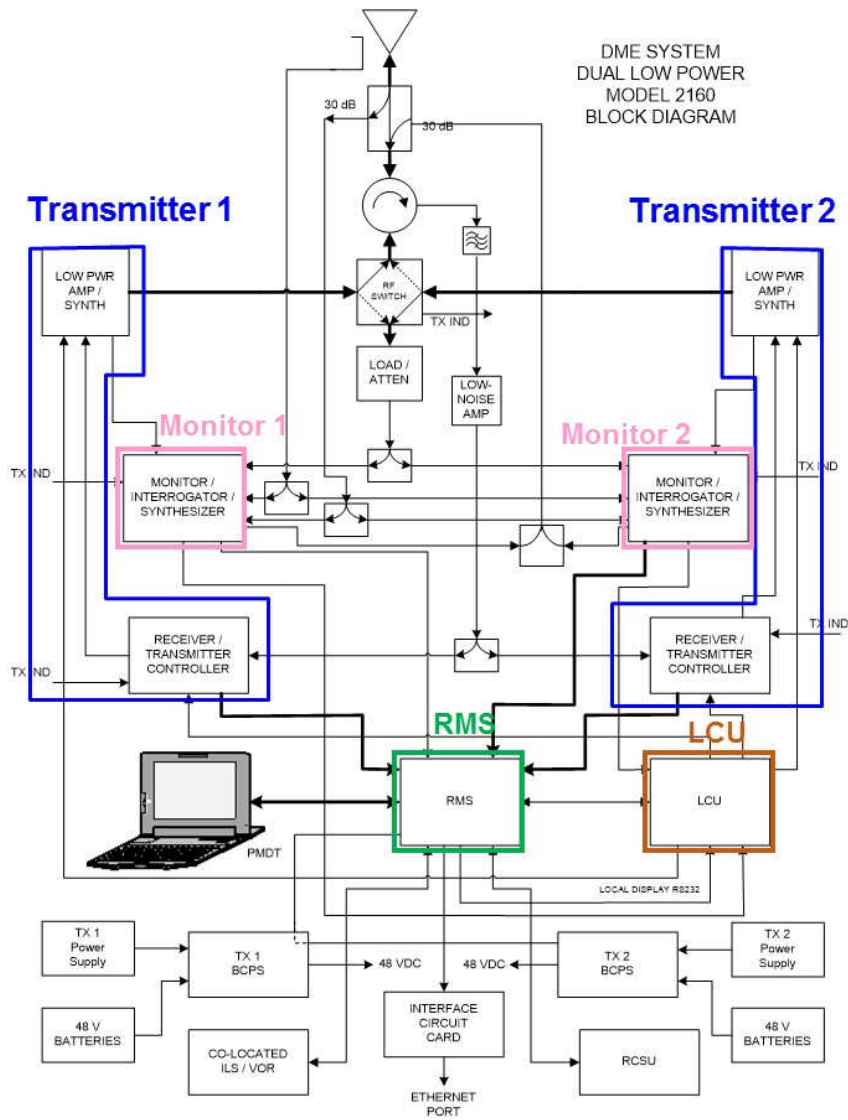 DME SYSTEM
DUAL LOW POWER
MODEL 2160
BLOCK DIAGRAM
30 dB
30 dB
Transmitter 1
Transmitter 2
LOW PWR
AMP /
SYNTH
RF
SWITCH
LOW PWR
AMP /
SYNTH
TX IND
LOAD /
ATTEN
LOW-
NOISE
AMP
Monitor 1
Monitor 2
TX IND
MONITOR /
INTERROGATOR /
SYNTHESIZER
MONITOR /
INTERROGATOR /
SYNTHESIZER
TX IND
RECEIVER /
TRANSMITTER
CONTROLLER
RECEIVER /
TRANSMITTER
CONTROLLER
TX IND
TX IND
RMS
LCU
RMS
LCU
PMDT
LOCAL DISPLAY RS232
TX 1
Power
Supply
TX 1
BCPS
48 VDC
48 VDC
TX 2
BCPS
TX 2
Power
Supply
48 V
BATTERIES
CO-LOCATED
ILS / VOR
INTERFACE
CIRCUIT
CARD
RCSU
48 V
BATTERIES
ETHERNET
PORT